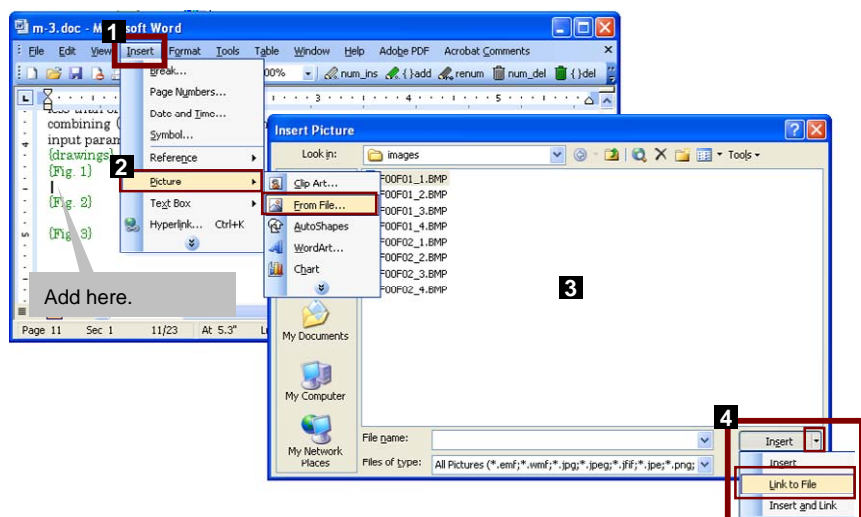 m-3.doc - M soft Word
1
File Edit View Insert Format Tools Table Window Help Adobe PDF Acrobat Comments
00% num_ins { }add renum num_del { }del
3 4 5
combining (
input param
{drawings}
{Fig. 1}
{Fig. 2}
{Fig. 3}
Add here.
Page 11 Sec 1 11/23 At 5.3"
Break...
Page Numbers...
Date and Time...
Symbol...
Reference
2
Picture
Text Box
Hyperlink... Ctrl+K
Clip Art...
From File...
AutoShapes
WordArt...
Chart
Insert Picture
Look in: images Tools
F00F01_1.BMP
F00F01_2.BMP
F00F01_3.BMP
F00F01_4.BMP
F00F02_1.BMP
F00F02_2.BMP
F00F02_3.BMP
F00F02_4.BMP
3
My Documents
My Computer
My Network
Places
File name:
Files of type: All Pictures (*.emf;*.wmf;*.jpg;*.jpeg;*.jfif;*.jpe;*.png;
4
Insert
Insert
Link to File
Insert and Link